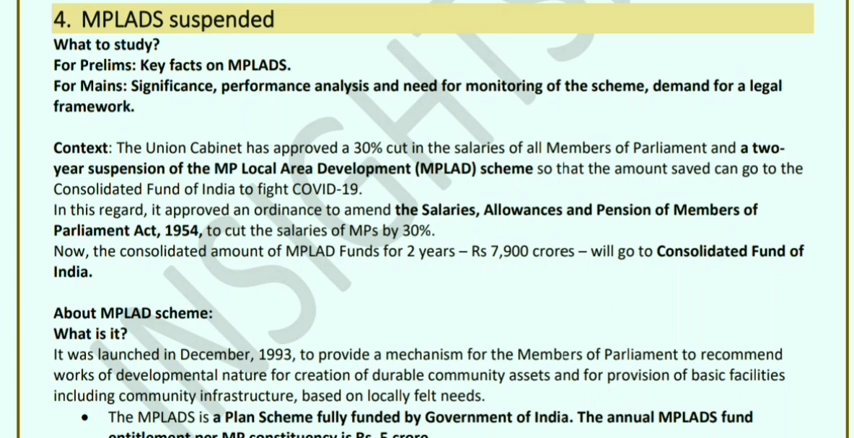 4. MPLADS suspended
What to study?
For Prelims: Key facts on MPLADS.
For Mains: Significance, performance analysis and need for monitoring of the scheme, demand for a legal
framework.
Context: The Union Cabinet has approved a 30% cut in the salaries of all Members of Parliament and a two-
year suspension of the MP Local Area Development (MPLAD) scheme so that the amount saved can go to the
Consolidated Fund of India to fight COVID-19.
In this regard, it approved an ordinance to amend the Salaries, Allowances and Pension of Members of
Parliament Act, 1954, to cut the salaries of MPs by 30%.
Now, the consolidated amount of MPLAD Funds for 2 years – Rs 7,900 crores – will go to Consolidated Fund of
India.
About MPLAD scheme:
What is it?
It was launched in December, 1993, to provide a mechanism for the Members of Parliament to recommend
works of developmental nature for creation of durable community assets and for provision of basic facilities
including community infrastructure, based on locally felt needs.
• The MPLADS is a Plan Scheme fully funded by Government of India. The annual MPLADS fund
entitlement per MP constituency is Rs. 5 crore.
INSIGHTS